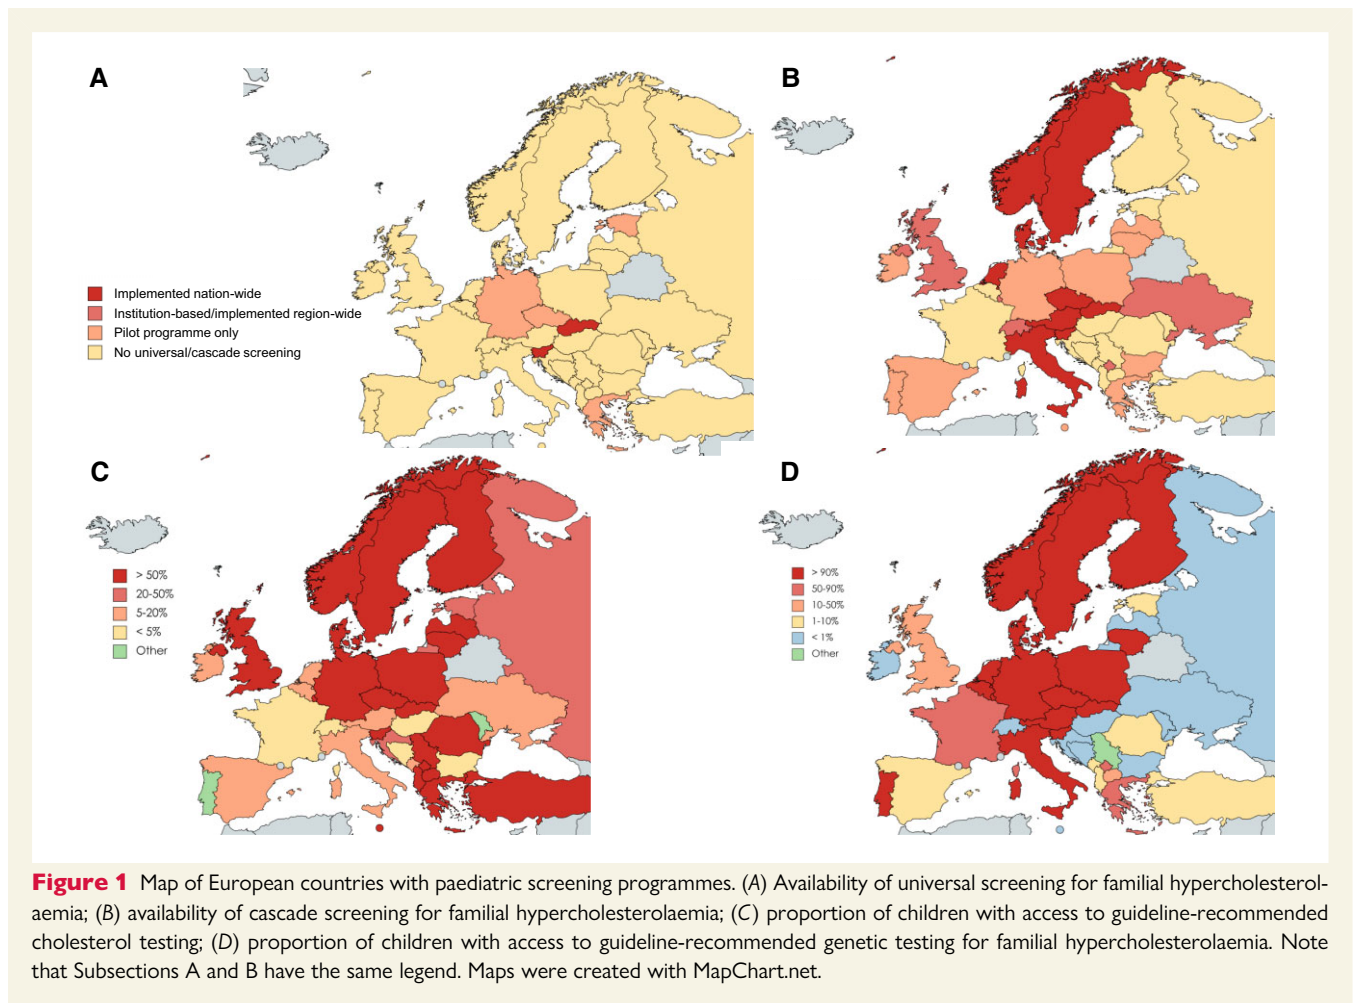 A
B
Implemented nation-wide
Institution-based/implemented region-wide
Pilot programme only
No universal/cascade screening
C
D
> 50%
20-50%
5-20%
< 5%
Other
> 90%
50-90%
10-50%
1-10%
< 1%
Other
Figure 1 Map of European countries with paediatric screening programmes. (A) Availability of universal screening for familial hypercholesterol-
aemia; (B) availability of cascade screening for familial hypercholesterolaemia; (C) proportion of children with access to guideline-recommended
cholesterol testing; (D) proportion of children with access to guideline-recommended genetic testing for familial hypercholesterolaemia. Note
that Subsections A and B have the same legend. Maps were created with MapChart.net.